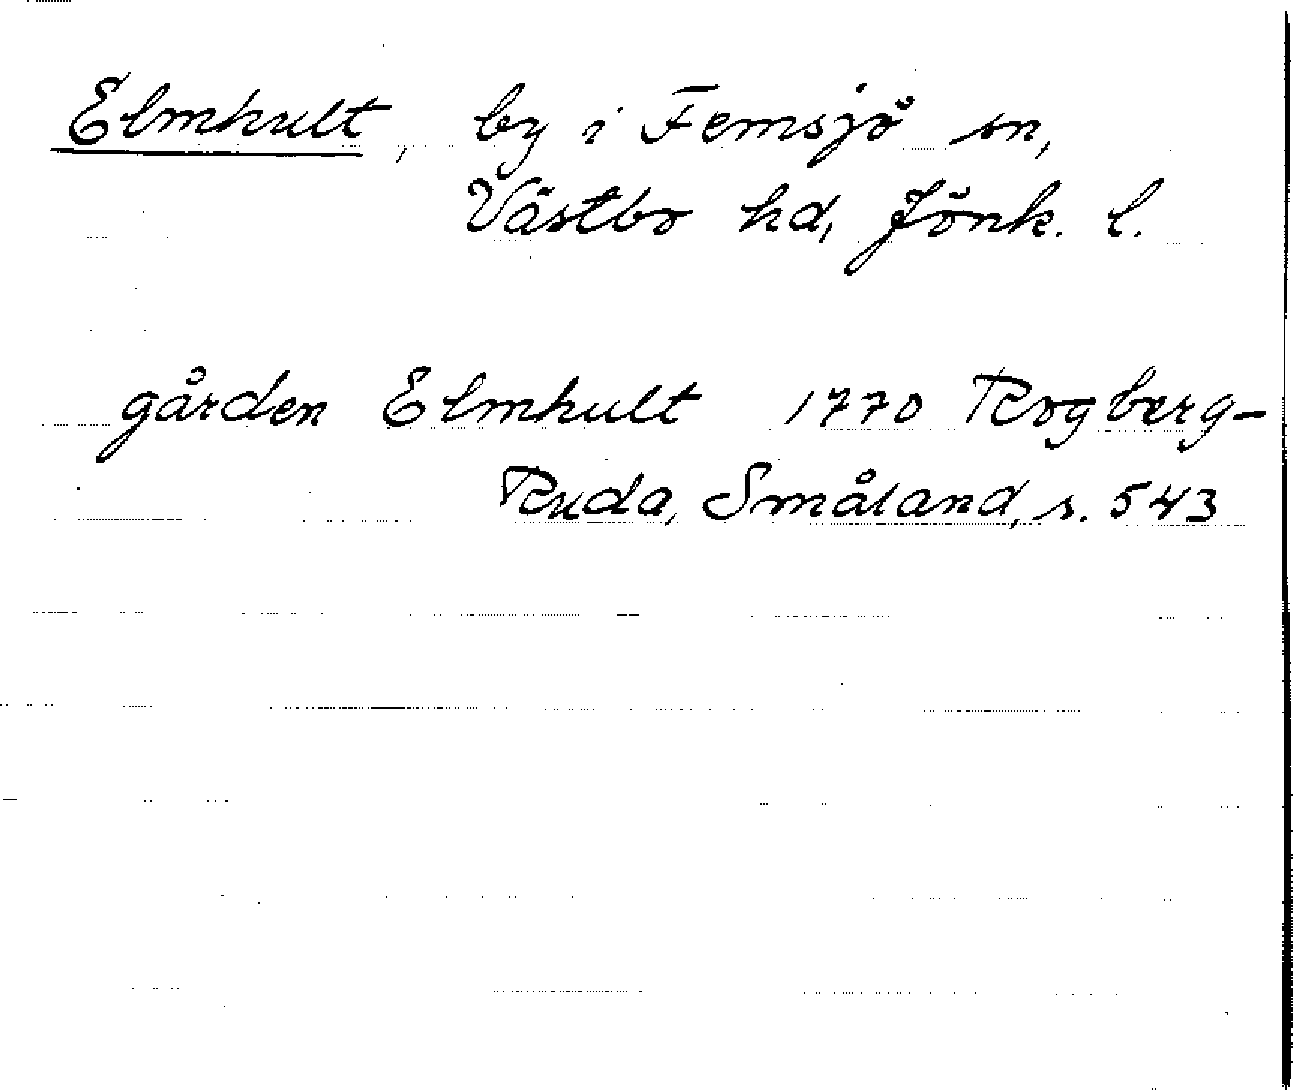 Elmhult, by i Femsjö sn,
Västbo hd, Jönk. l.
gården Elmhult 1770 Rogberg-
Ruda, Småland, s. 543